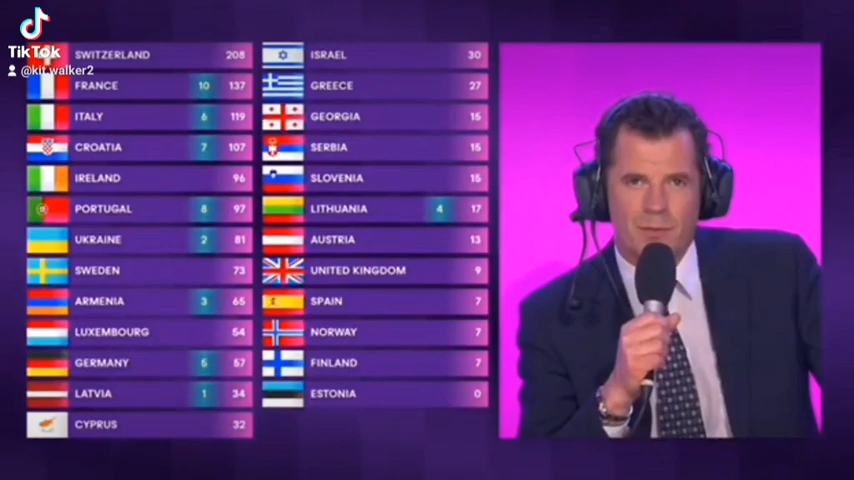 TikTok
@kit.walker2
SWITZERLAND 208
FRANCE 10 137
ITALY 6 119
CROATIA 7 107
IRELAND 96
PORTUGAL 8 97
UKRAINE 2 81
SWEDEN 73
ARMENIA 3 65
LUXEMBOURG 54
GERMANY 5 57
LATVIA 1 34
CYPRUS 32
ISRAEL 30
GREECE 27
GEORGIA 15
SERBIA 15
SLOVENIA 15
LITHUANIA 4 17
AUSTRIA 13
UNITED KINGDOM 9
SPAIN 7
NORWAY 7
FINLAND 7
ESTONIA 0